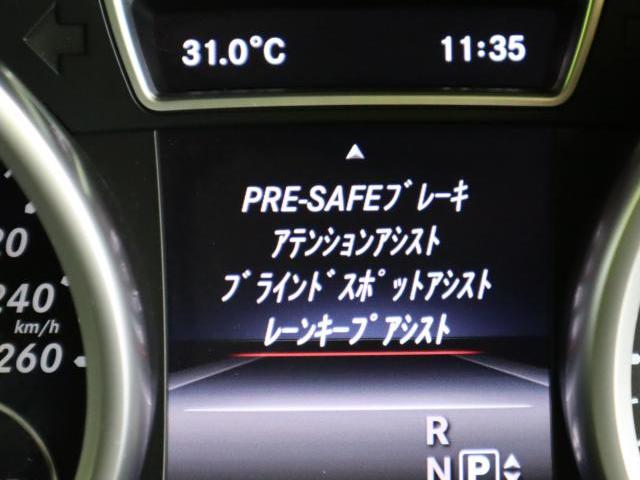 31.0°C 11:35
PRE-SAFEﾌﾞﾚｰｷ
ｱﾃﾝｼｮﾝｱｼｽﾄ
ﾌﾞﾗｲﾝﾄﾞｽﾎﾟｯﾄｱｼｽﾄ
ﾚｰﾝｷｰﾌﾟｱｼｽﾄ
20
240
km/h
260
R
N P